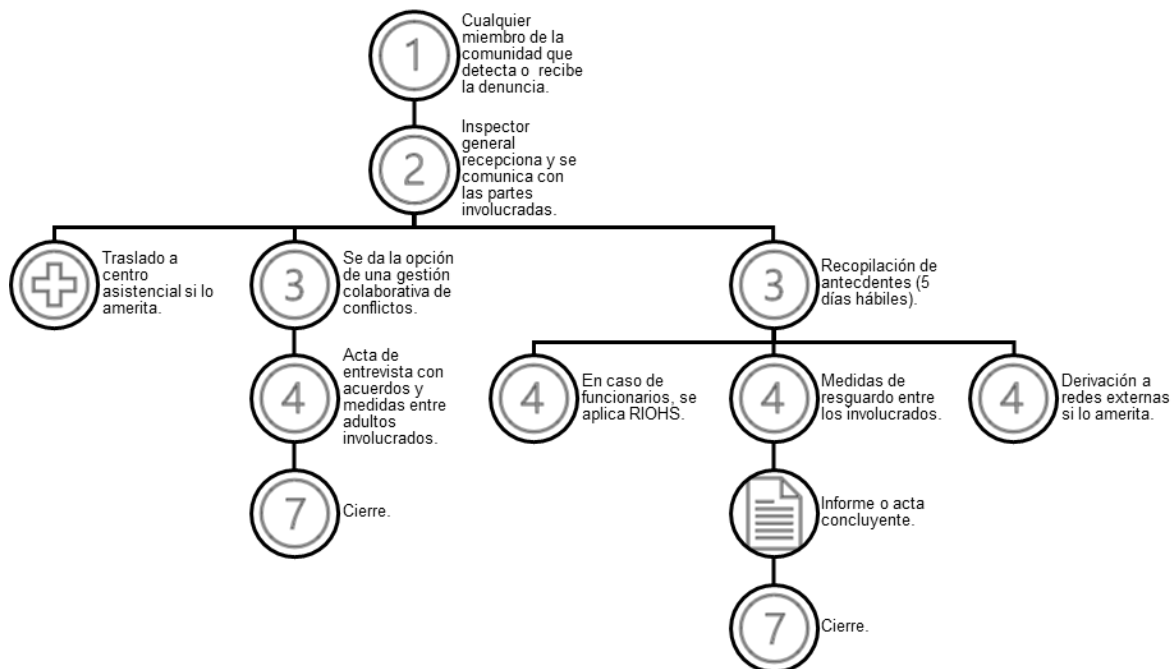 1
Cualquier
miembro de la
comunidad que
detecta o  recibe
la denuncia.
2
Inspector
general
recepciona y se
comunica con
las partes
involucradas.
Traslado a
centro
asistencial si lo
amerita.
3
Se da la opción
de una gestión
colaborativa de
conflictos.
3
Recopilación de
antecdentes (5
días hábiles).
4
Acta de
entrevista con
acuerdos y
medidas entre
adultos
involucrados.
4
En caso de
funcionarios, se
aplica RIOHS.
4
Medidas de
resguardo entre
los involucrados.
4
Derivación a
redes externas
si lo amerita.
7
Cierre.
Informe o acta
concluyente.
7
Cierre.